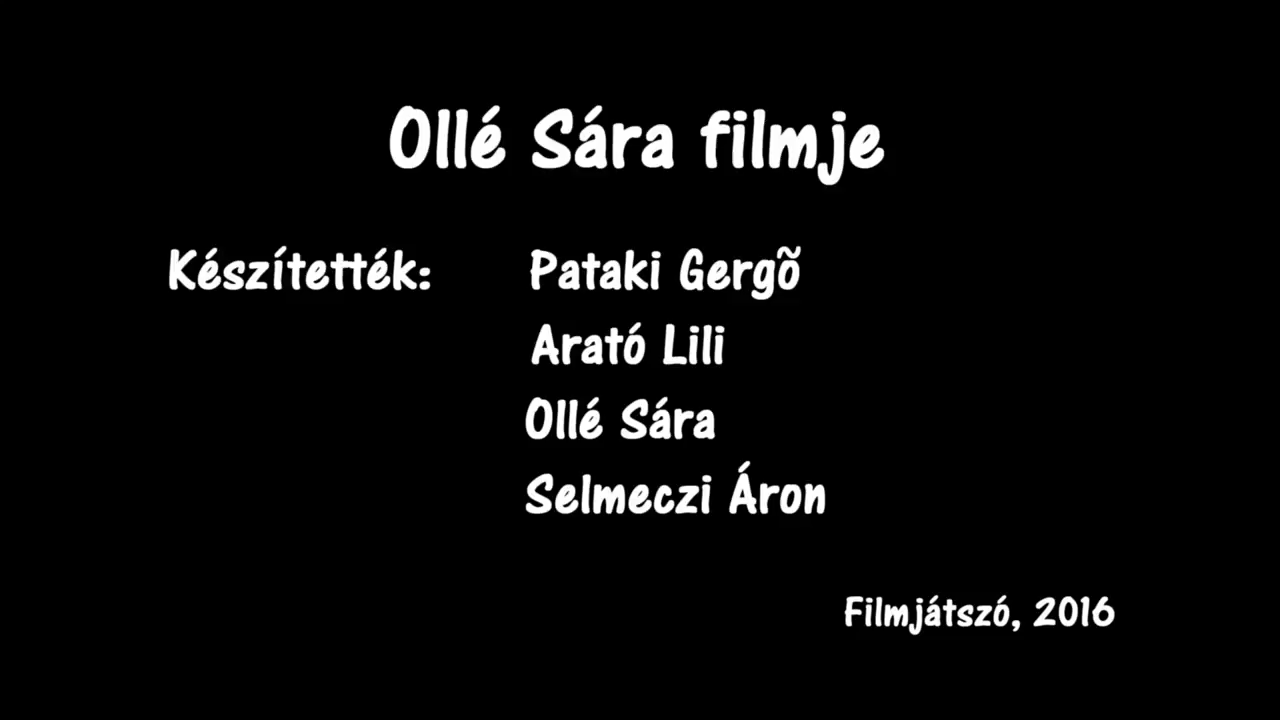 Ollé Sára filmje
Készítették: Pataki Gergõ
Arató Lili
Ollé Sára
Selmeczi Áron
Filmjátszó, 2016